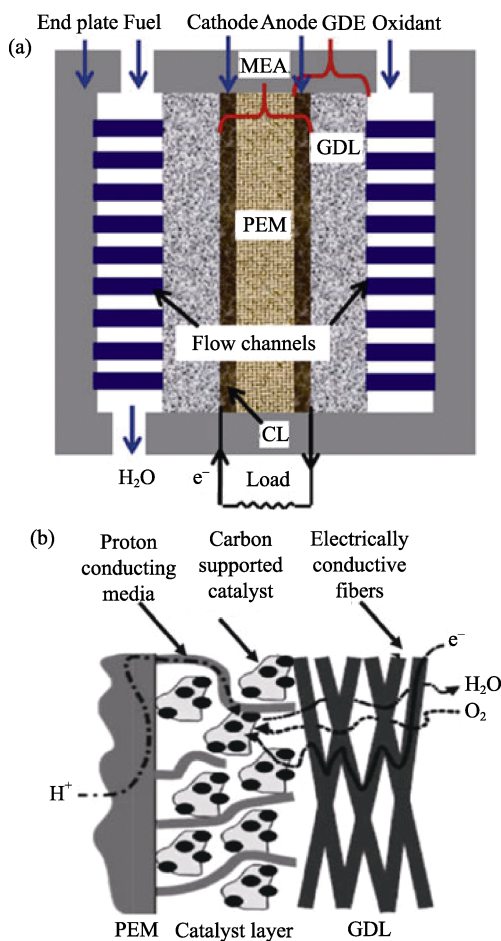 (a)
End plate Fuel Cathode Anode GDE Oxidant
MEA
GDL
PEM
Flow channels
CL
H₂O e⁻ Load
(b)
Proton
conducting
media
Carbon
supported
catalyst
Electrically
conductive
fibers
e⁻
H₂O
O₂
H⁺
PEM Catalyst layer GDL